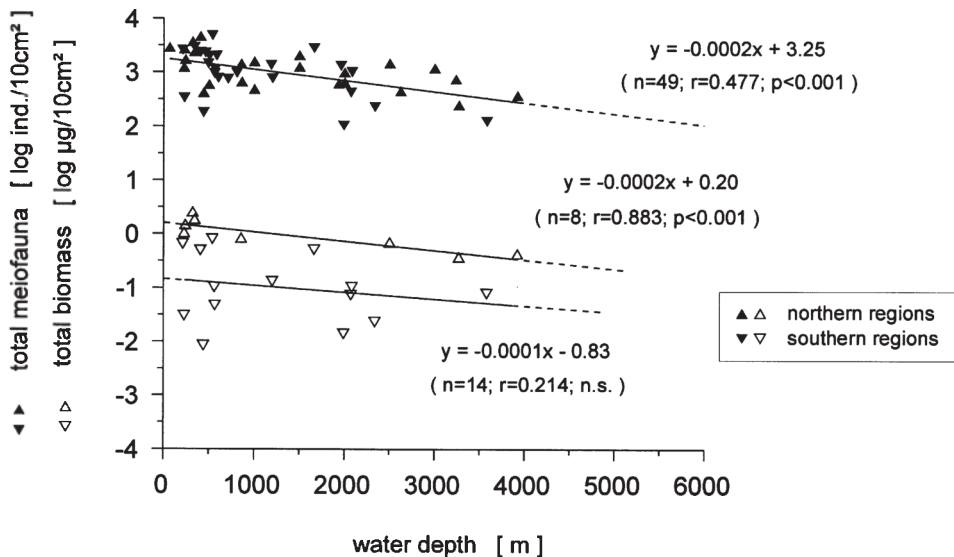 total meiofauna [ log ind./10cm² ]
total biomass [ log µg/10cm² ]
4
3
2
1
0
-1
-2
-3
-4
y = -0.0002x + 3.25
( n=49; r=0.477; p<0.001 )
y = -0.0002x + 0.20
( n=8; r=0.883; p<0.001 )
y = -0.0001x - 0.83
( n=14; r=0.214; n.s. )
northern regions
southern regions
0 1000 2000 3000 4000 5000 6000
water depth [ m ]